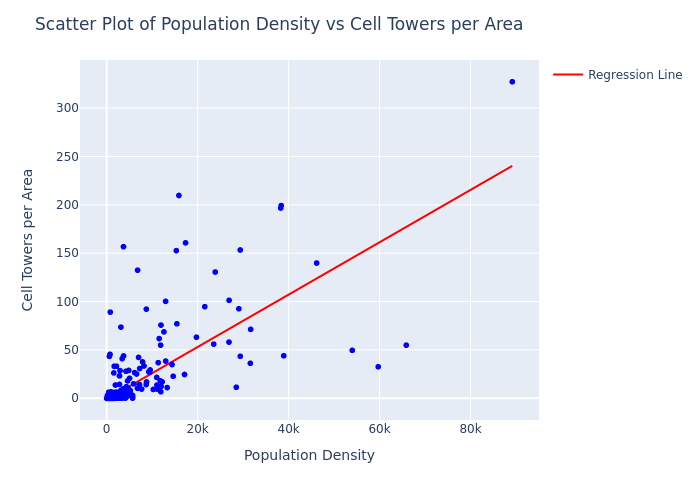 Scatter Plot of Population Density vs Cell Towers per Area
Regression Line
300
250
200
150
100
50
0
Cell Towers per Area
0 20k 40k 60k 80k
Population Density